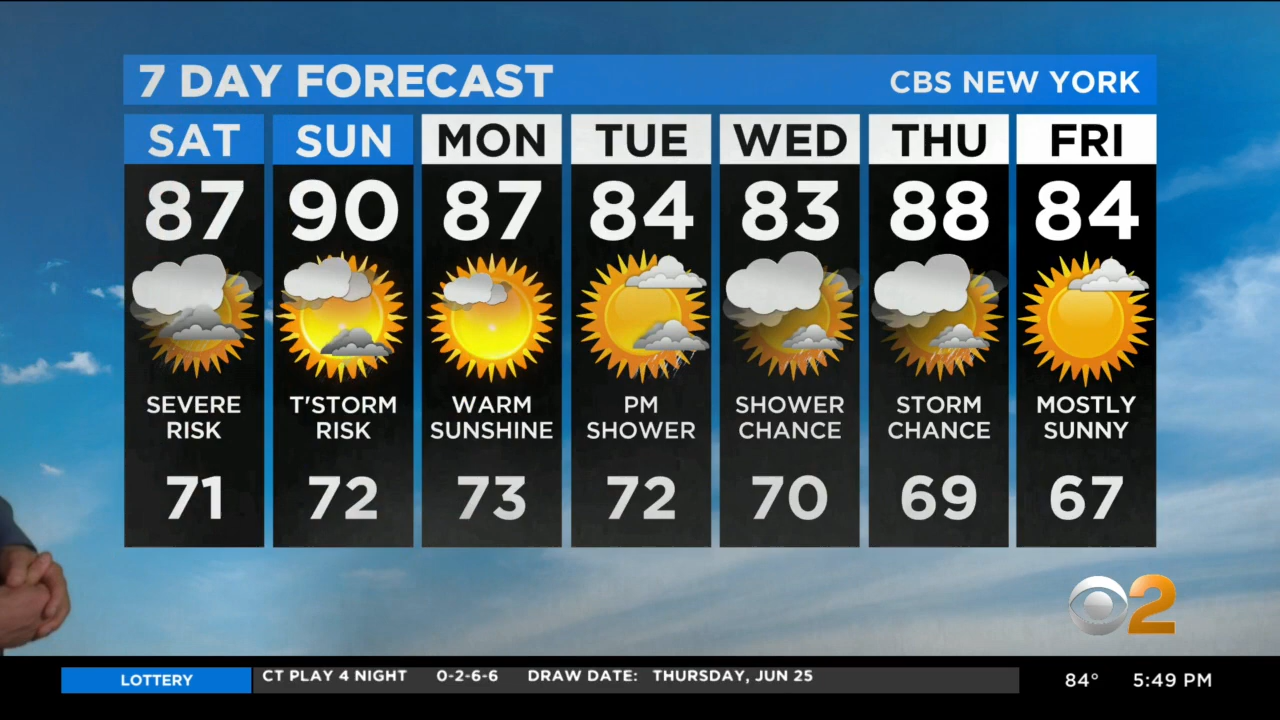 7 DAY FORECAST CBS NEW YORK
SAT SUN MON TUE WED THU FRI
87 90 87 84 83 88 84
SEVERE RISK
T'STORM RISK
WARM SUNSHINE
PM SHOWER
SHOWER CHANCE
STORM CHANCE
MOSTLY SUNNY
71 72 73 72 70 69 67
2
LOTTERY CT PLAY 4 NIGHT 0-2-6-6 DRAW DATE: THURSDAY, JUN 25 84° 5:49 PM